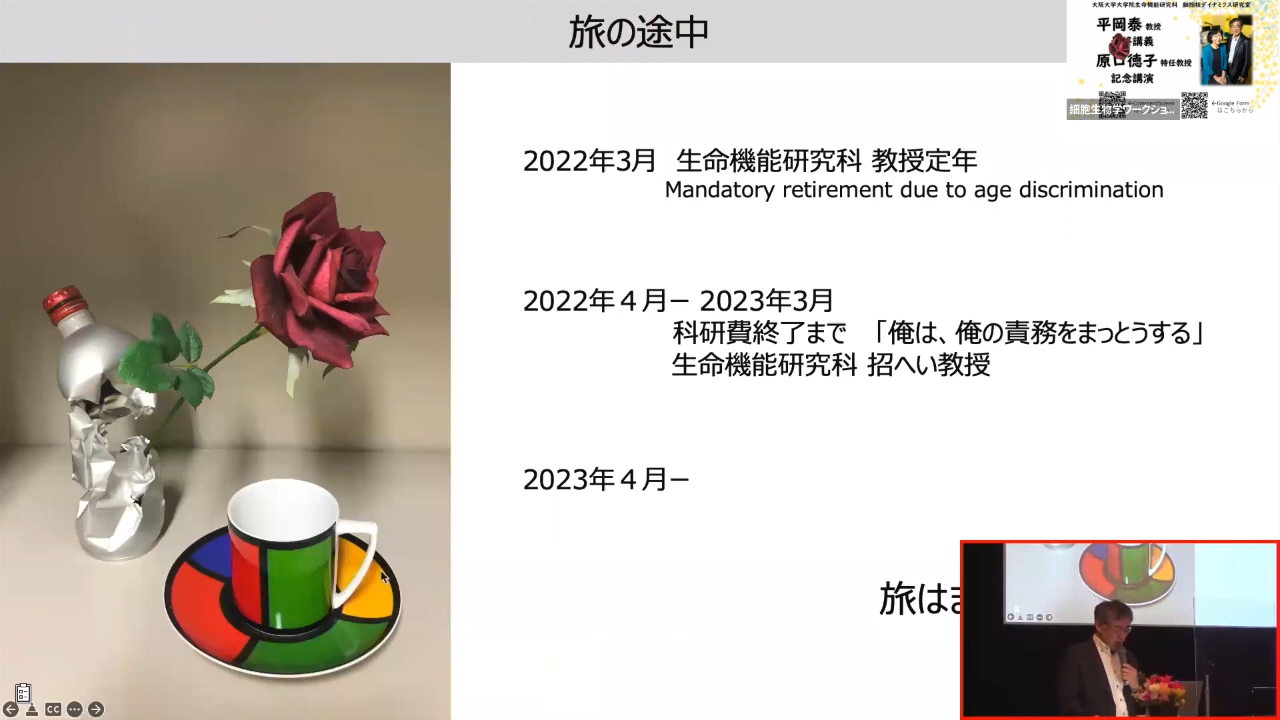 旅の途中
大阪大学大学院生命機能研究科 細胞核ダイナミクス研究室
平岡泰 教授
講義
原口徳子 特任教授
記念講演
細胞生物学ワークショ...
←Google Form
はこちらから
2022年3月 生命機能研究科 教授定年
Mandatory retirement due to age discrimination
2022年４月ー 2023年3月
科研費終了まで 「俺は、俺の責務をまっとうする」
生命機能研究科 招へい教授
2023年４月ー
旅は
CC